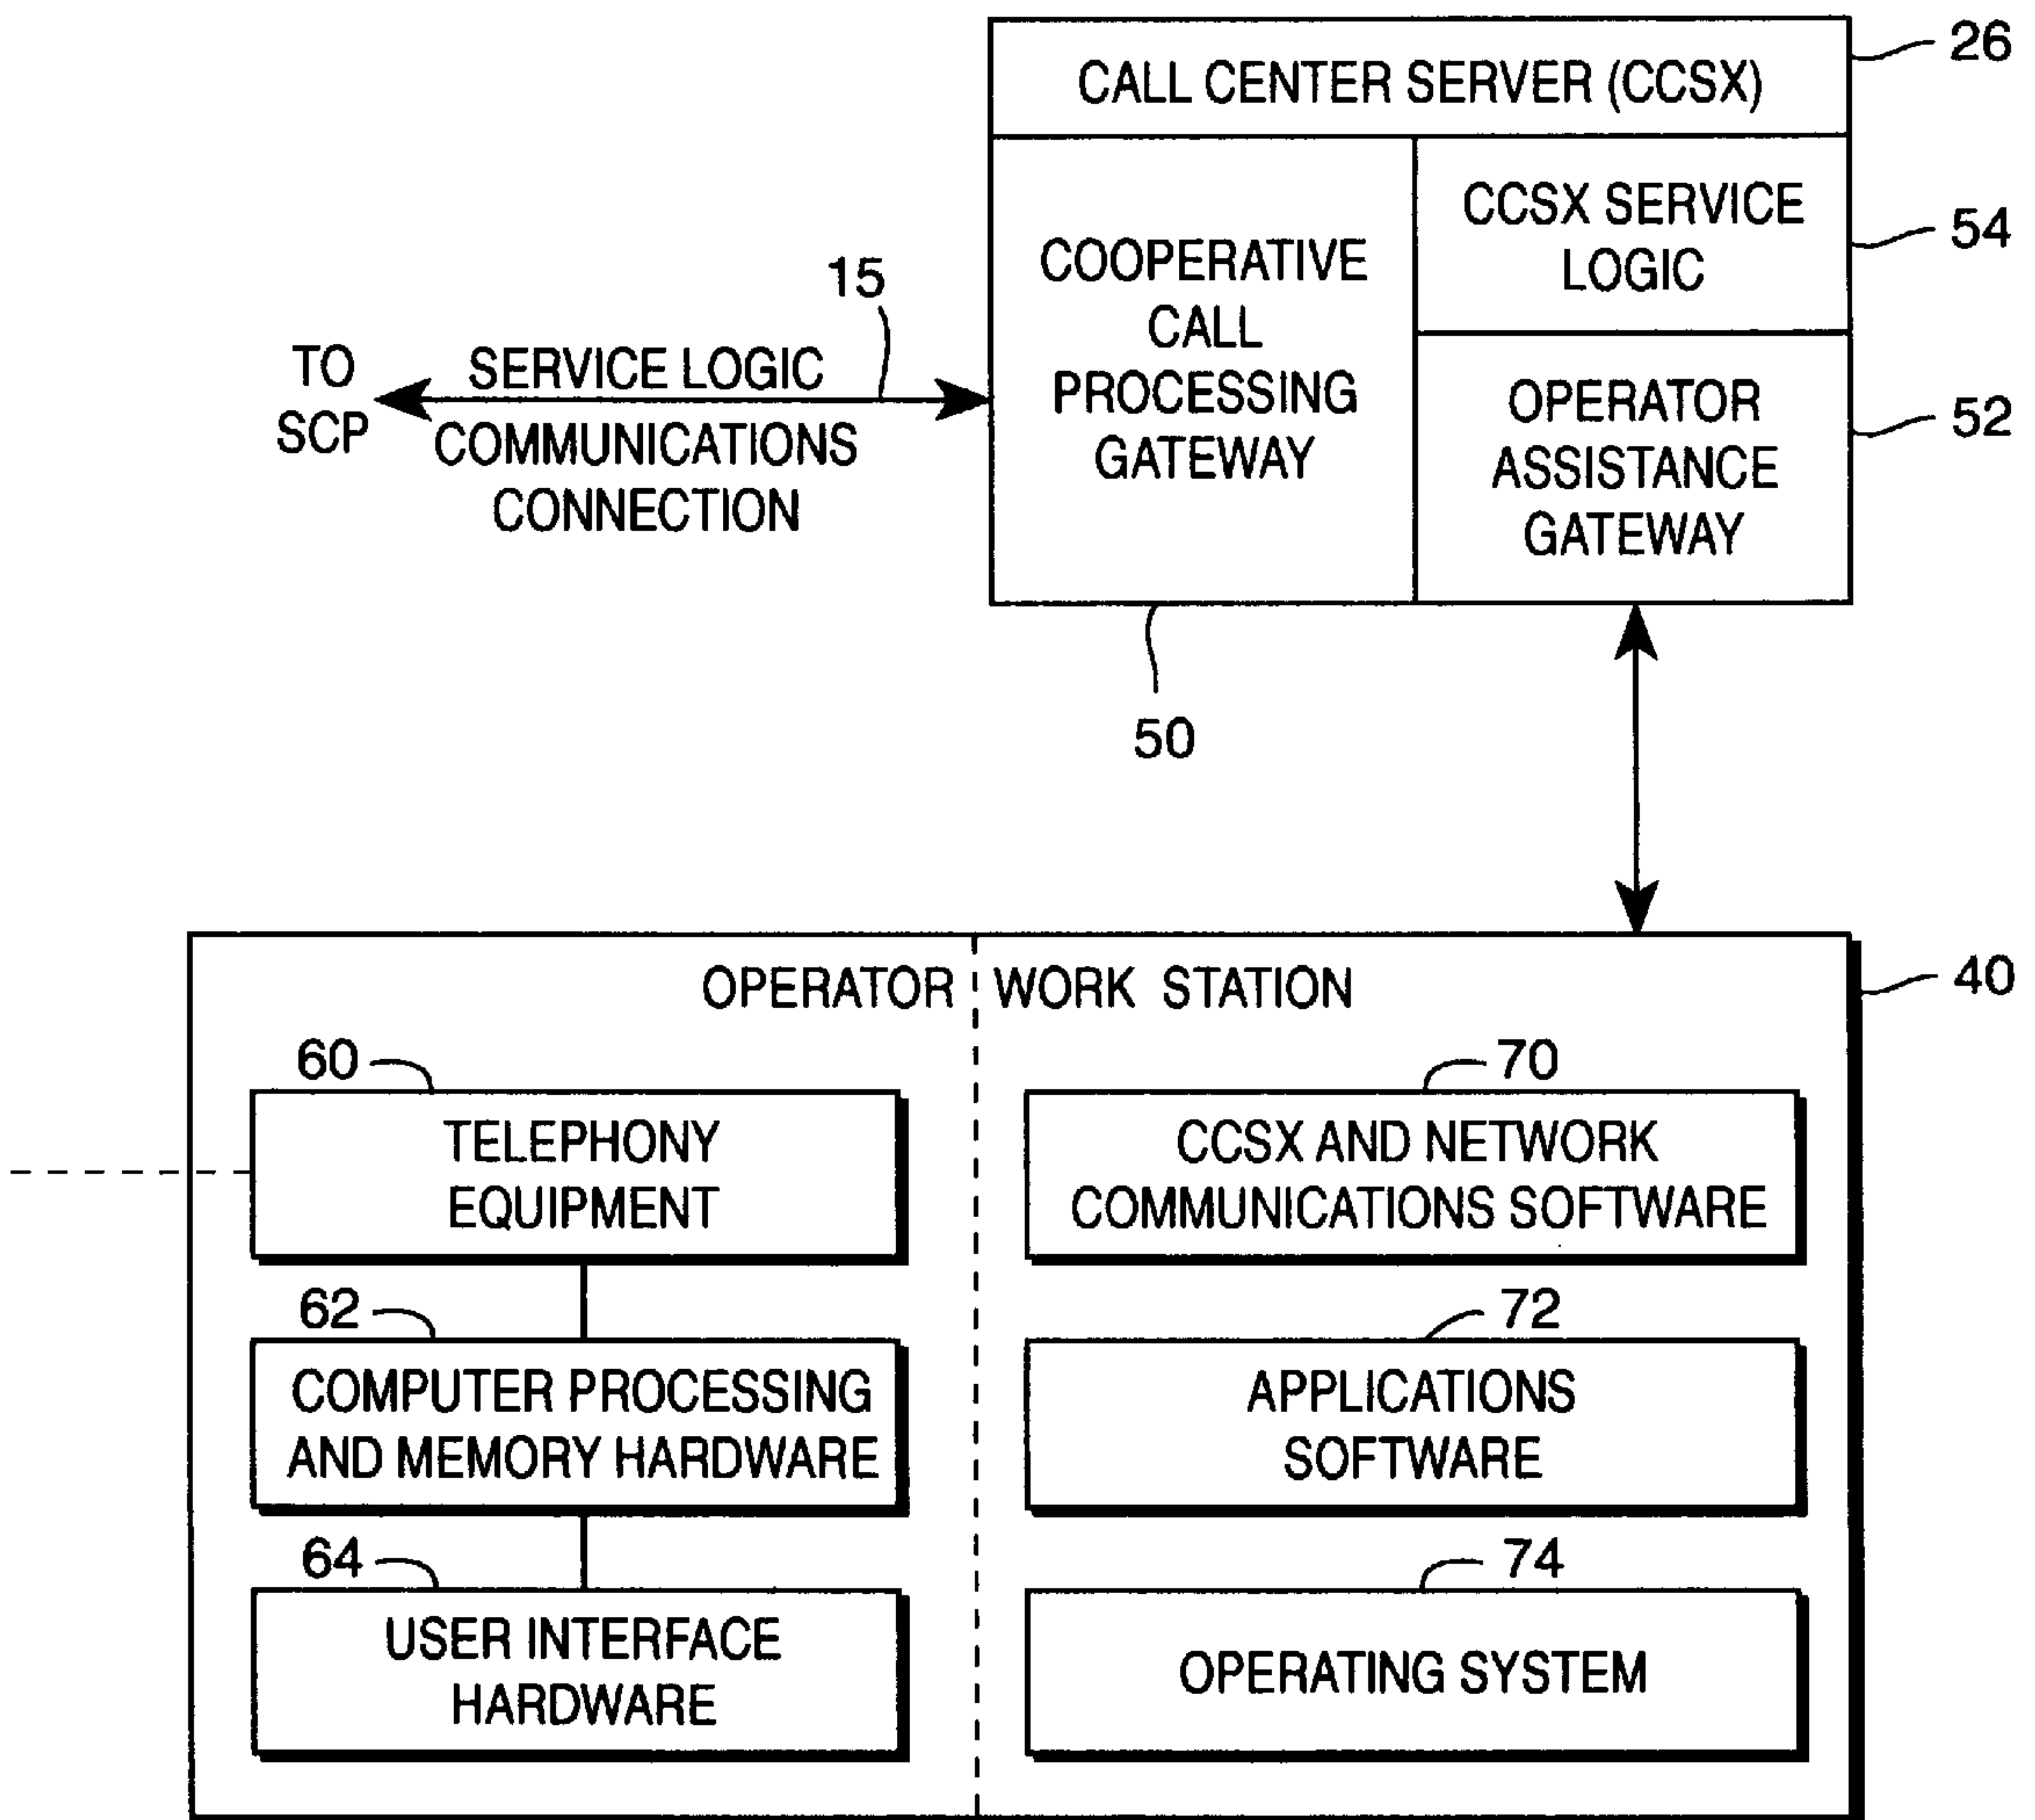 26
CALL CENTER SERVER (CCSX)
COOPERATIVE
CALL
PROCESSING
GATEWAY
CCSX SERVICE
LOGIC
54
OPERATOR
ASSISTANCE
GATEWAY
52
15
TO
SCP
SERVICE LOGIC
COMMUNICATIONS
CONNECTION
50
OPERATOR WORK STATION
40
60
TELEPHONY
EQUIPMENT
62
COMPUTER PROCESSING
AND MEMORY HARDWARE
64
USER INTERFACE
HARDWARE
70
CCSX AND NETWORK
COMMUNICATIONS SOFTWARE
72
APPLICATIONS
SOFTWARE
74
OPERATING SYSTEM